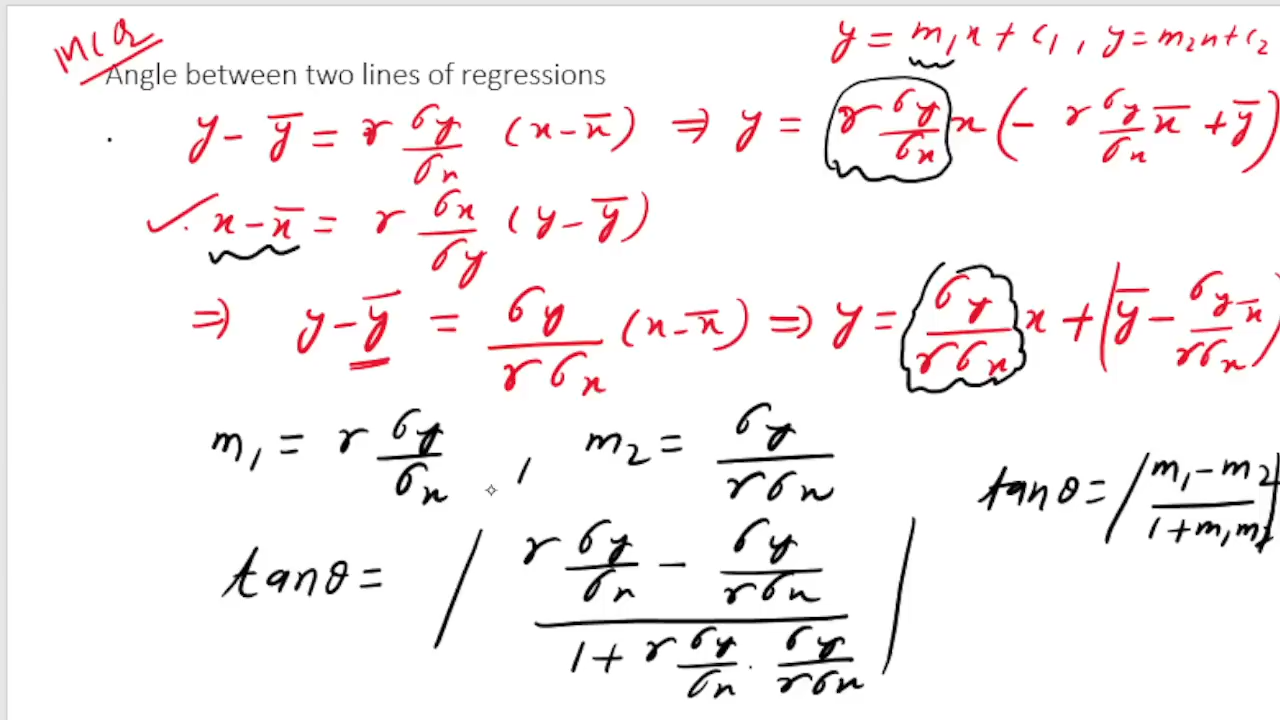 MCQ
y = m₁x + c₁, y = m₂x + c₂
Angle between two lines of regressions
. y - ȳ = r σy/σx (x - x̄) ⇒ y = r σy/σx x (- r σy/σx x̄ + ȳ)
✓. x - x̄ = r σx/σy (y - ȳ)
⇒ y - ȳ = σy/rσx (x - x̄) ⇒ y = σy/rσx x + (ȳ - σy x̄/rσx)
m₁ = r σy/σx , m₂ = σy/rσx
tanθ = |m₁ - m₂/1 + m₁m₂|
tanθ = |r σy/σx - σy/rσx / 1 + r σy/σx . σy/rσx|